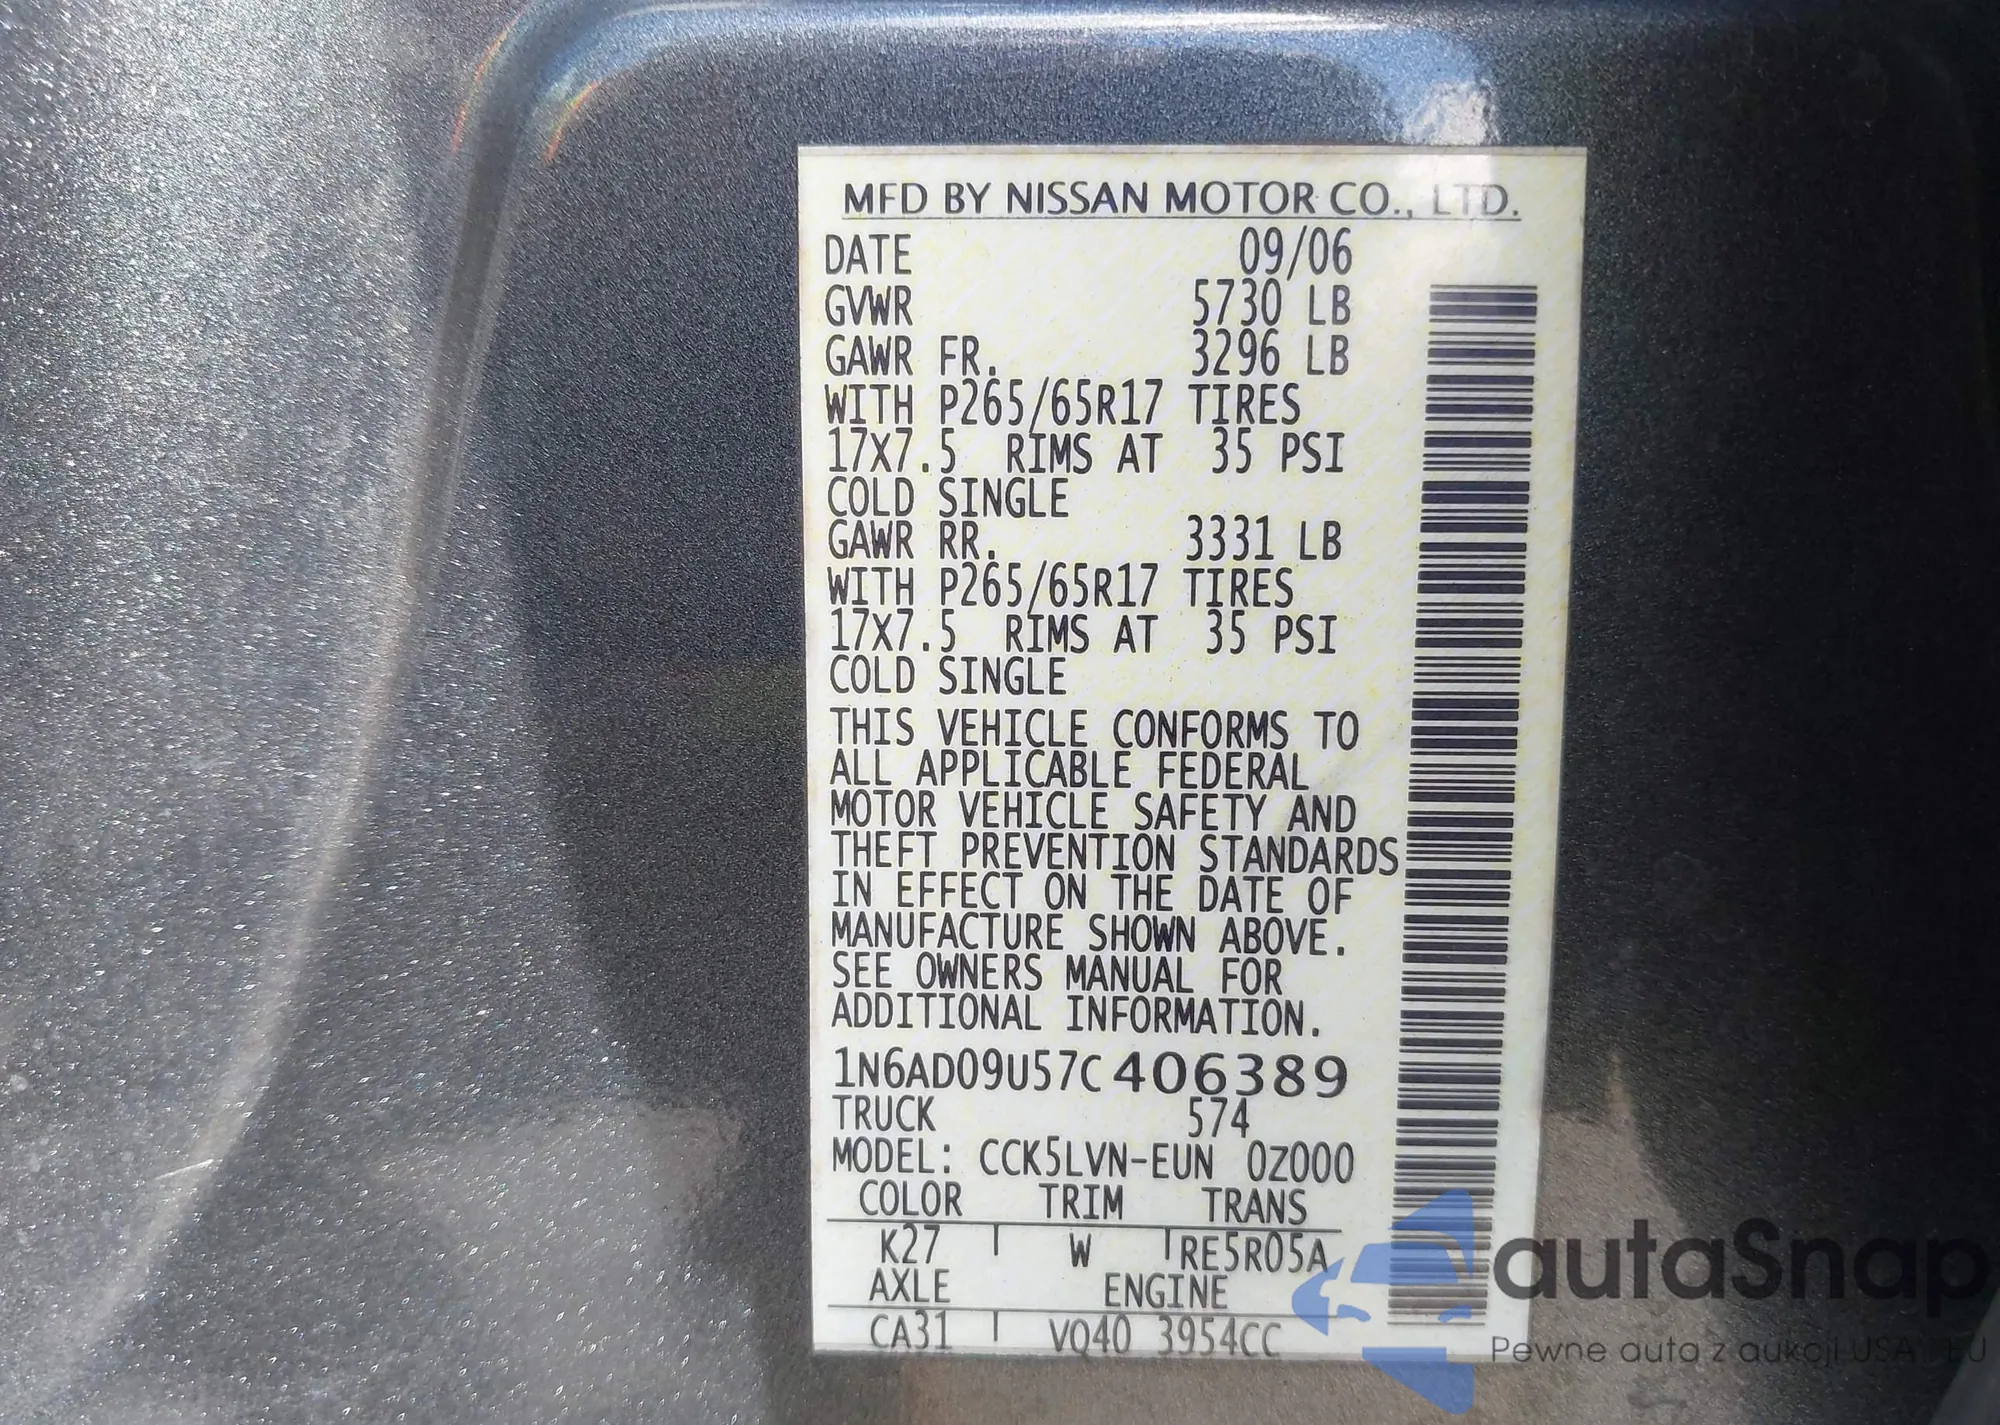 MFD BY NISSAN MOTOR CO., LTD.
DATE 09/06
GVWR 5730 LB
GAWR FR. 3296 LB
WITH P265/65R17 TIRES
17X7.5 RIMS AT 35 PSI
COLD SINGLE
GAWR RR. 3331 LB
WITH P265/65R17 TIRES
17X7.5 RIMS AT 35 PSI
COLD SINGLE
THIS VEHICLE CONFORMS TO
ALL APPLICABLE FEDERAL
MOTOR VEHICLE SAFETY AND
THEFT PREVENTION STANDARDS
IN EFFECT ON THE DATE OF
MANUFACTURE SHOWN ABOVE.
SEE OWNERS MANUAL FOR
ADDITIONAL INFORMATION.
1N6AD09U57C406389
TRUCK 574
MODEL: CCK5LVN-EUN 0Z000
COLOR TRIM TRANS
K27 W RE5R05A
AXLE ENGINE
CA31 VQ40 3954CC
autaSnap
Pewne auta z aukcji USA i EU